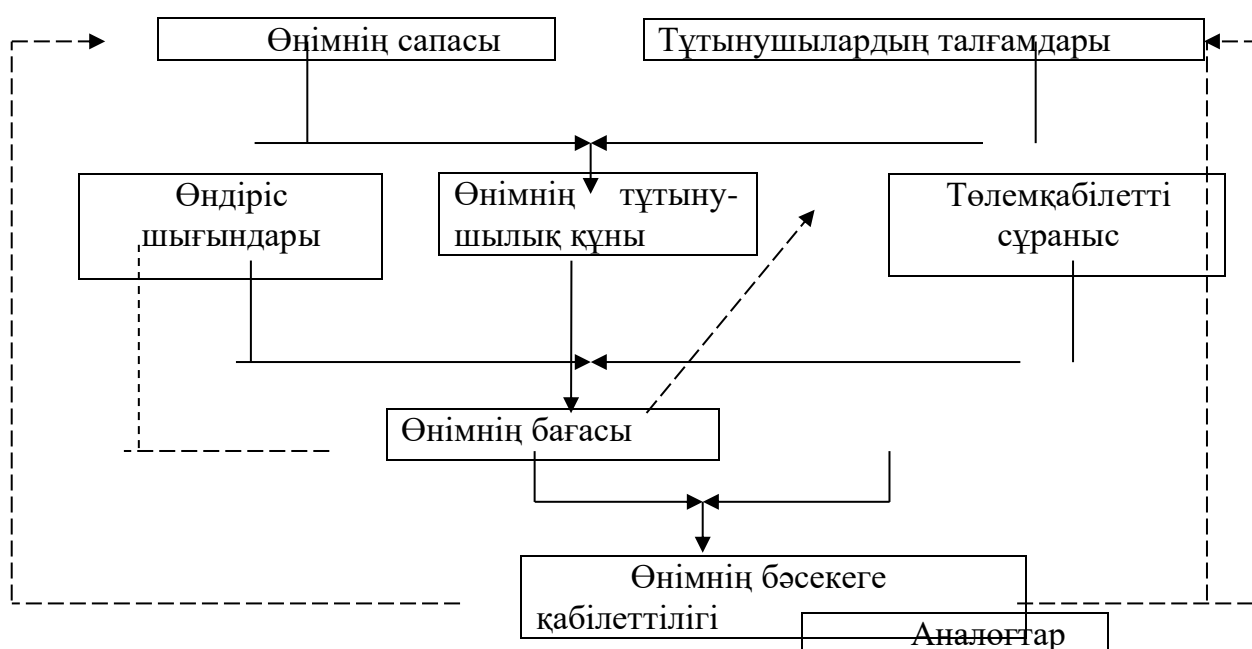 Өнімнің сапасы
Тұтынушылардың талғамдары
Өндіріс
шығындары
Өнімнің тұтыну-
шылық құны
Төлемқабілетті
сұраныс
Өнімнің бағасы
Өнімнің бәсекеге
қабілеттілігі
Аналогтар